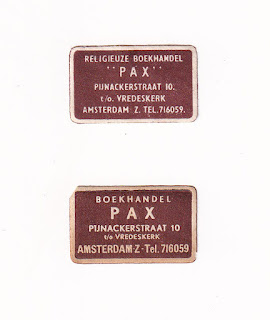 RELIGIEUZE BOEKHANDEL
"PAX"
PIJNACKERSTRAAT 10.
t/o. VREDESKERK
AMSTERDAM-Z. TEL. 716059.
BOEKHANDEL
PAX
PIJNACKERSTRAAT 10
t/o VREDESKERK
AMSTERDAM-Z-Tel. 716059